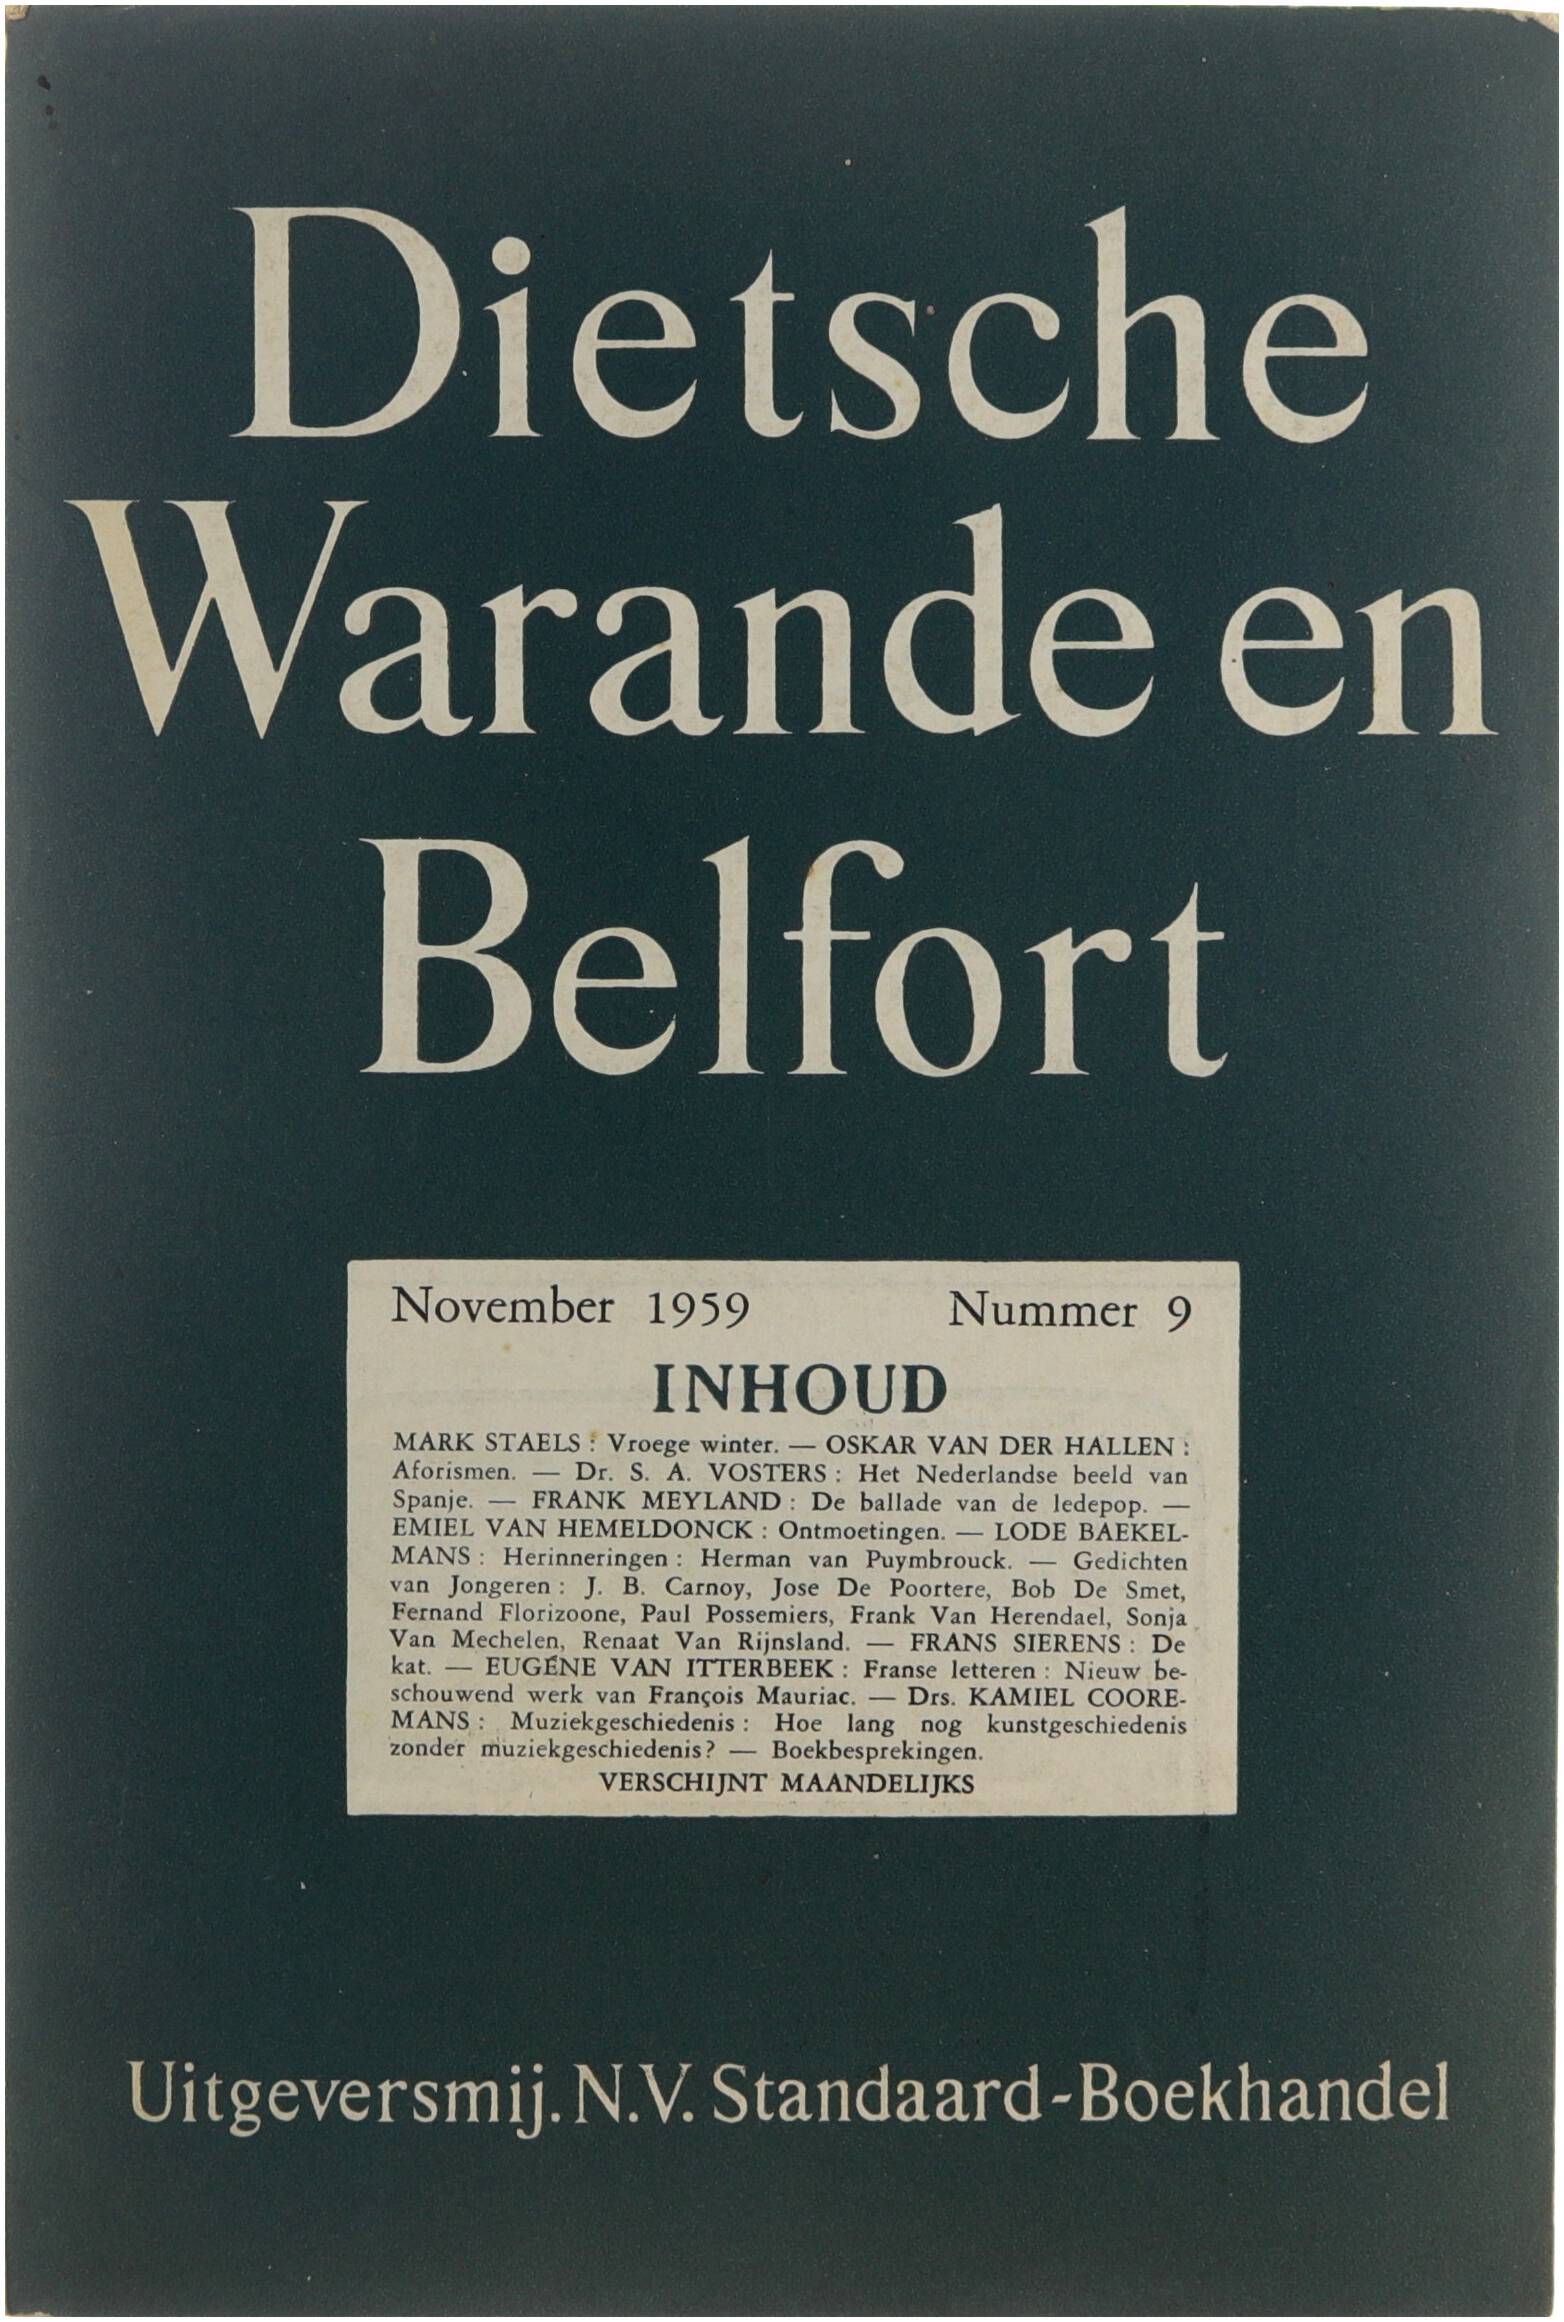 Dietsche
Warande en
Belfort
November 1959 Nummer 9
INHOUD
MARK STAELS : Vroege winter. — OSKAR VAN DER HALLEN :
Aforismen. — Dr. S. A. VOSTERS : Het Nederlandse beeld van
Spanje. — FRANK MEYLAND : De ballade van de ledepop. —
EMIEL VAN HEMELDONCK : Ontmoetingen. — LODE BAEKEL-
MANS : Herinneringen : Herman van Puymbrouck. — Gedichten
van Jongeren : J. B. Carnoy, Jose De Poortere, Bob De Smet,
Fernand Florizoone, Paul Possemiers, Frank Van Herendael, Sonja
Van Mechelen, Renaat Van Rijnsland. — FRANS SIERENS : De
kat. — EUGÉNE VAN ITTERBEEK : Franse letteren : Nieuw be-
schouwend werk van François Mauriac. — Drs. KAMIEL COORE-
MANS : Muziekgeschiedenis : Hoe lang nog kunstgeschiedenis
zonder muziekgeschiedenis? — Boekbesprekingen.
VERSCHIJNT MAANDELIJKS
Uitgeversmij. N.V. Standaard-Boekhandel